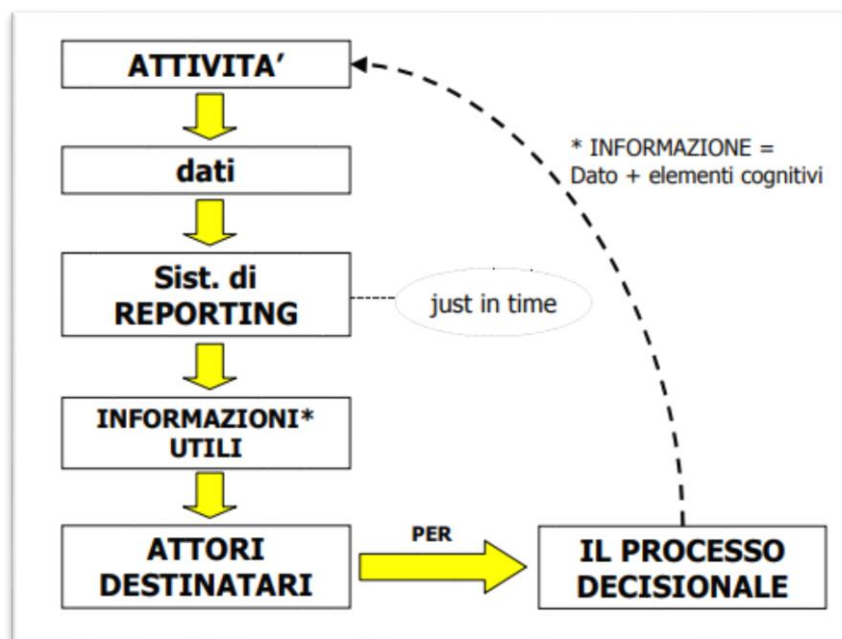 ATTIVITA’
dati
Sist. di
REPORTING
just in time
INFORMAZIONI*
UTILI
ATTORI
DESTINATARI
PER
IL PROCESSO
DECISIONALE
* INFORMAZIONE =
Dato + elementi cognitivi